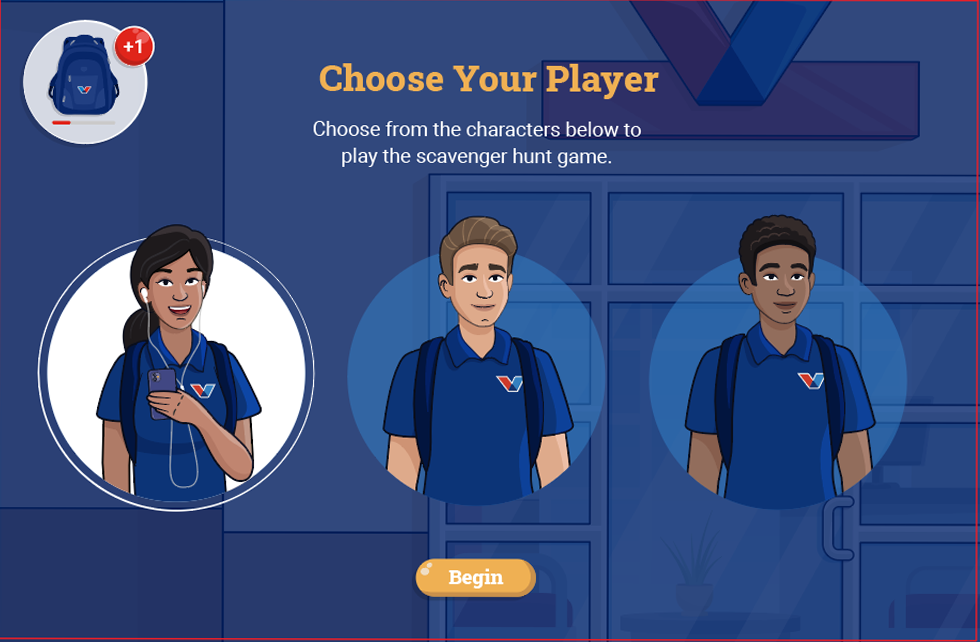 +1
Choose Your Player
Choose from the characters below to
play the scavenger hunt game.
Begin